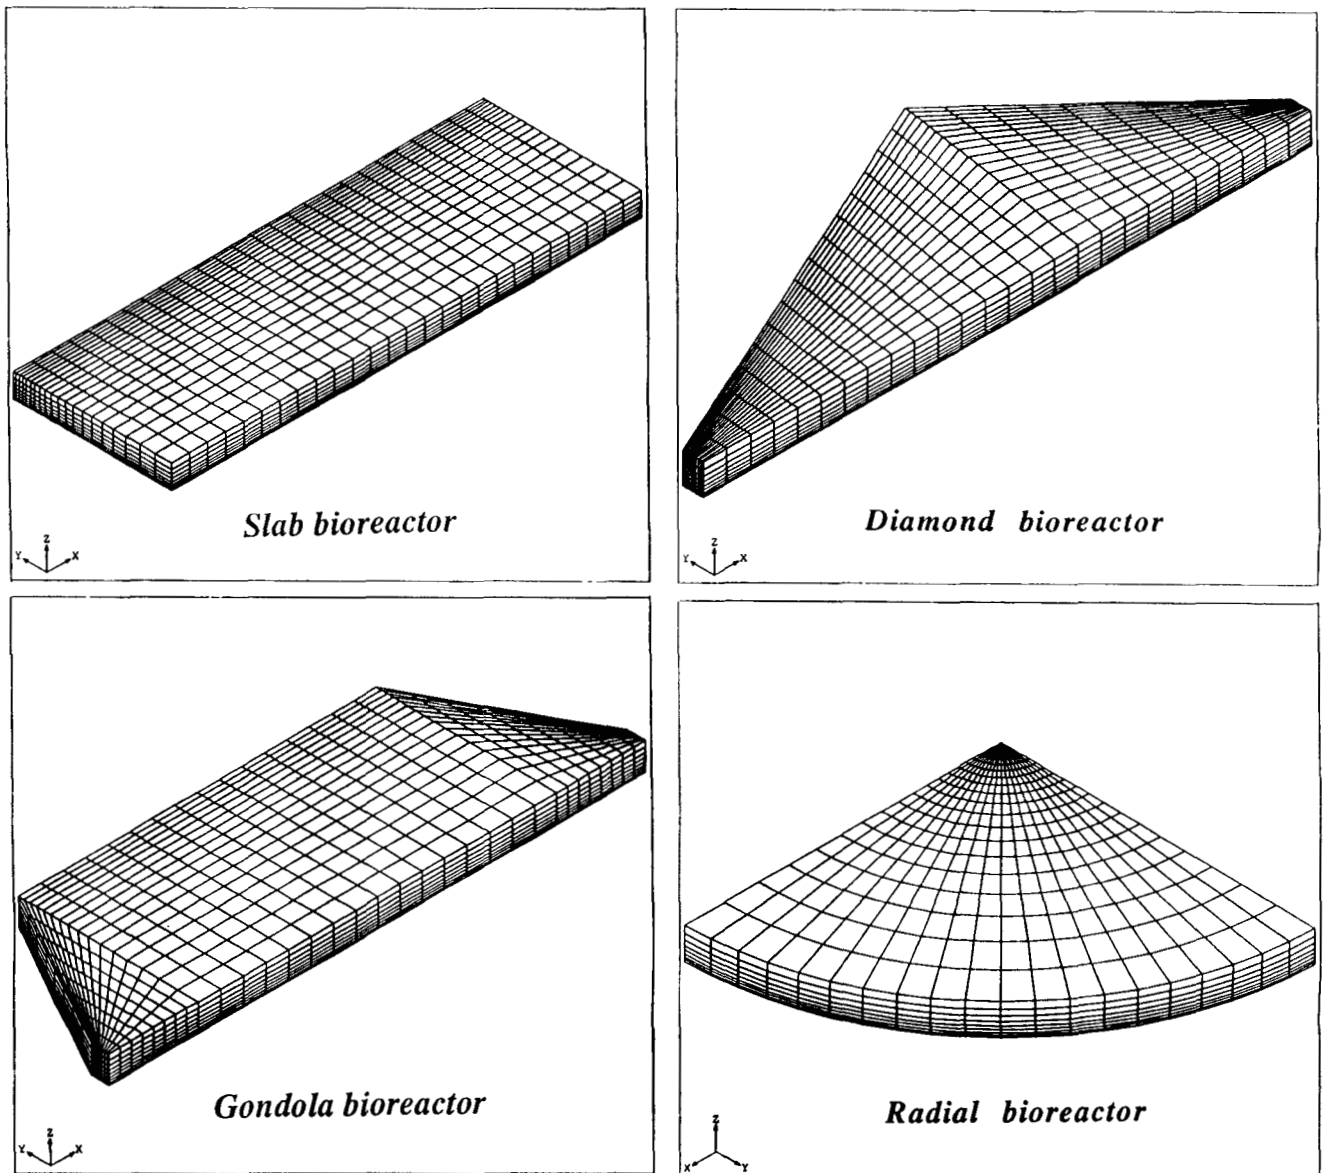 Slab bioreactor
Z
Y
X
Diamond bioreactor
Z
Y
X
Gondola bioreactor
Z
Y
X
Radial bioreactor
Z
X
Y